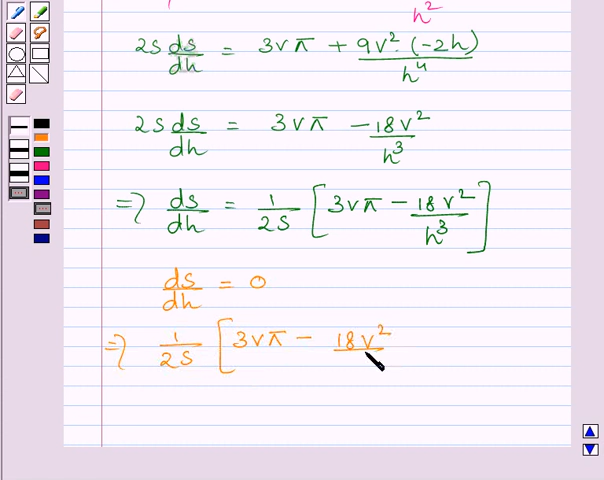 h²
2s ds/dh = 3vπ + 9v²·(-2h)/h⁴
2s ds/dh = 3vπ - 18v²/h³
=> ds/dh = 1/2s [3vπ - 18v²/h³]
ds/dh = 0
=> 1/2s [3vπ - 18v²